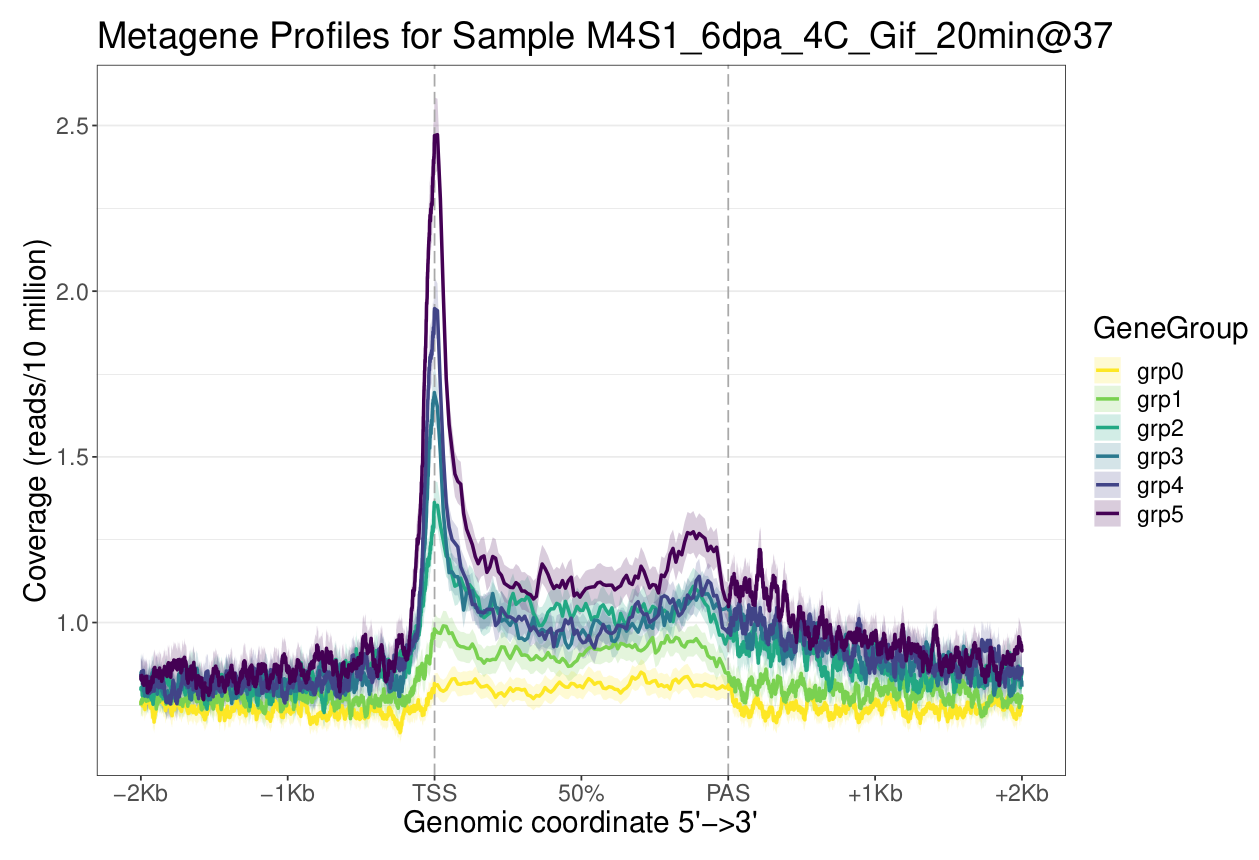 Metagene Profiles for Sample M4S1_6dpa_4C_Gif_20min@37
Coverage (reads/10 million)
2.5
2.0
1.5
1.0
−2Kb
−1Kb
TSS
50%
PAS
+1Kb
+2Kb
Genomic coordinate 5'−>3'
GeneGroup
grp0
grp1
grp2
grp3
grp4
grp5